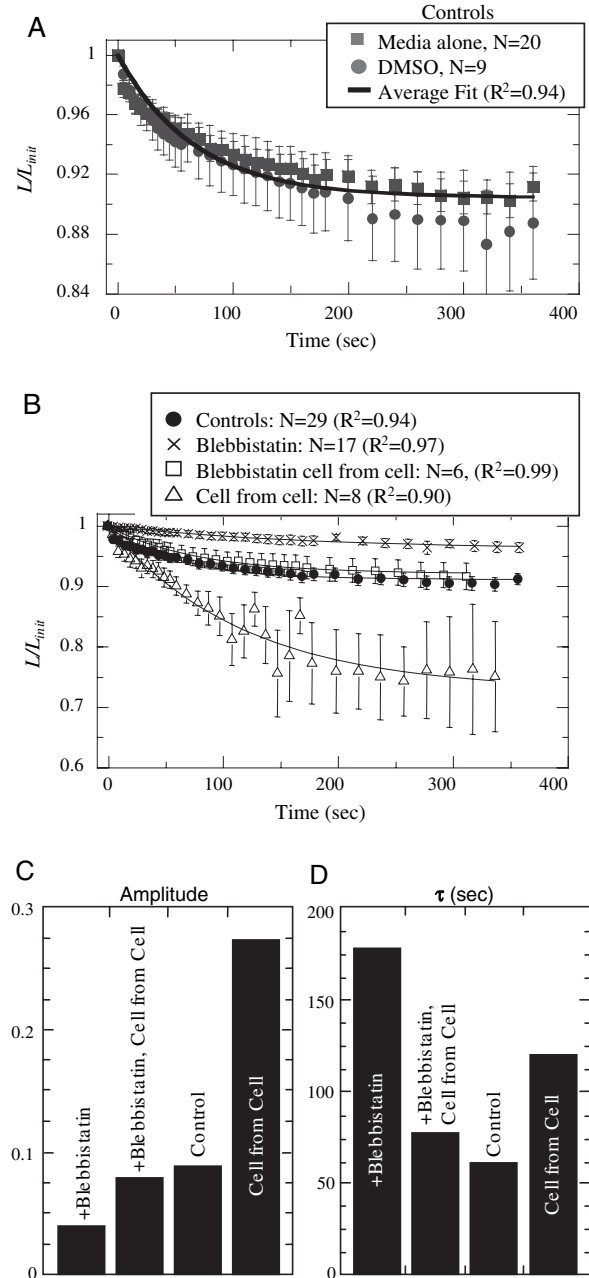 A
Controls
Media alone, N=20
DMSO, N=9
Average Fit (R²=0.94)
1
0.96
0.92
0.88
0.84
L/Linit
0 100 200 300 400
Time (sec)
B
Controls: N=29 (R²=0.94)
Blebbistatin: N=17 (R²=0.97)
Blebbistatin cell from cell: N=6, (R²=0.99)
Cell from cell: N=8 (R²=0.90)
1
0.9
0.8
0.7
0.6
L/Linit
0 100 200 300 400
Time (sec)
C
Amplitude
0.3
0.2
0.1
0
+Blebbistatin
+Blebbistatin, Cell from Cell
Control
Cell from Cell
D
τ (sec)
200
150
100
50
0
+Blebbistatin
+Blebbistatin,
Cell from Cell
Control
Cell from Cell